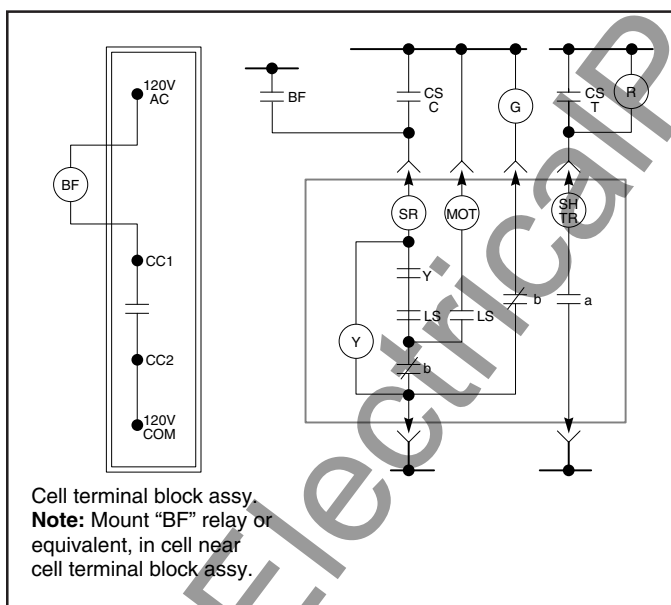 120V
AC
BF
CC1
CC2
120V
COM
BF
CS
C
G
CS
T
R
SR
MOT
SH
TR
Y
LS
LS
Y
b
b
a
Cell terminal block assy.
Note: Mount “BF” relay or
equivalent, in cell near
cell terminal block assy.